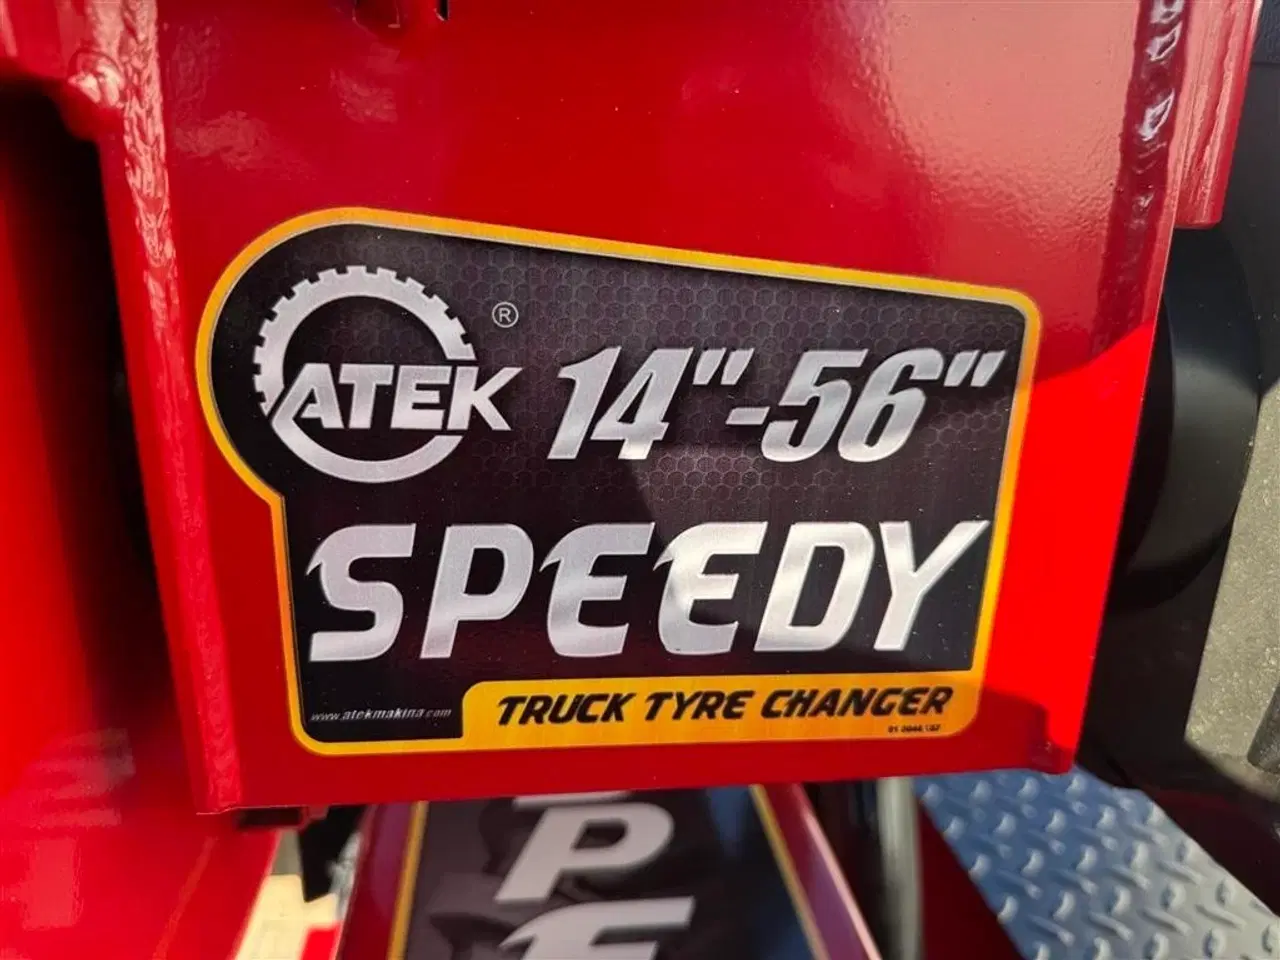 ATEK ®
14"-56"
SPEEDY
www.atekmakina.com
TRUCK TYRE CHANGER
P